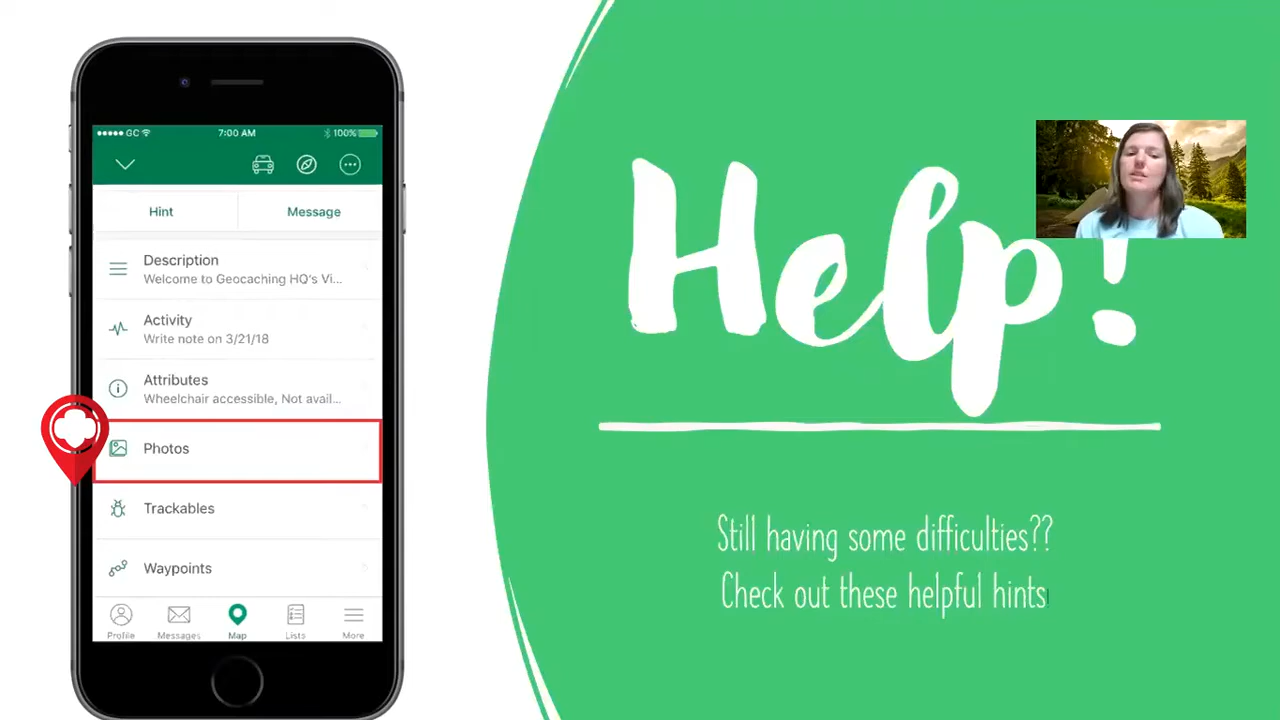 GC
7:00 AM
100%
Hint
Message
Description
Welcome to Geocaching HQ's Vi...
Activity
Write note on 3/21/18
Attributes
Wheelchair accessible, Not avail...
Photos
Trackables
Waypoints
Profile
Messages
Map
Lists
More
Help!
Still having some difficulties??
Check out these helpful hints